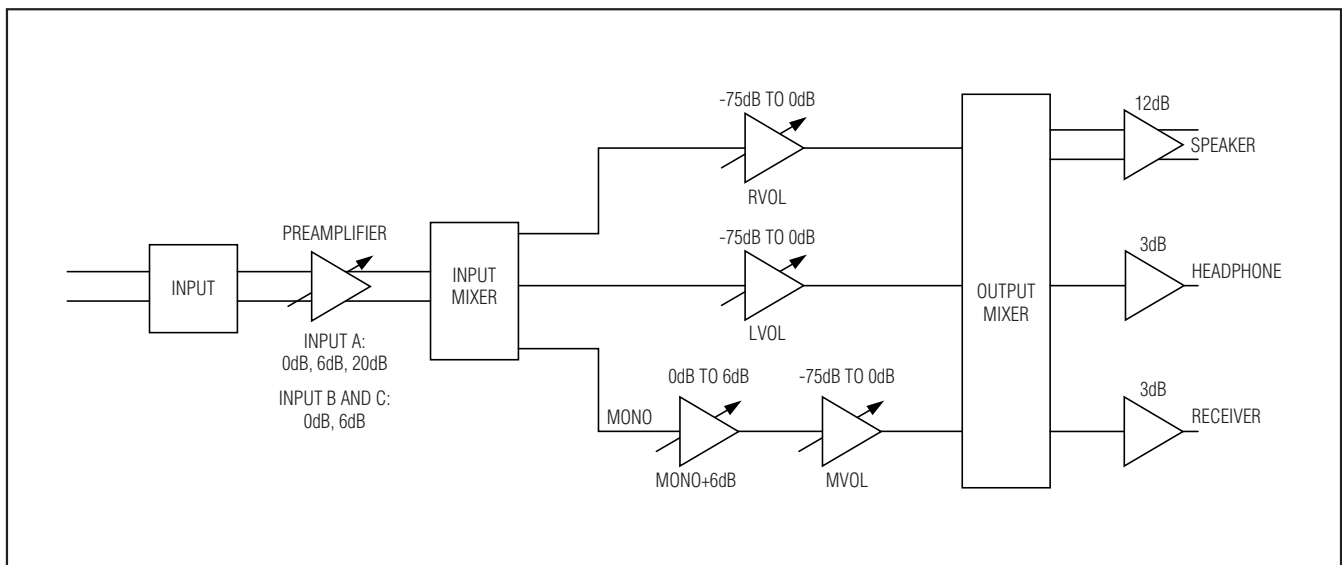 -75dB TO 0dB
RVOL
12dB
SPEAKER
INPUT
PREAMPLIFIER
INPUT A:
0dB, 6dB, 20dB
INPUT B AND C:
0dB, 6dB
INPUT
MIXER
-75dB TO 0dB
LVOL
OUTPUT
MIXER
3dB
HEADPHONE
MONO
0dB TO 6dB
MONO+6dB
-75dB TO 0dB
MVOL
3dB
RECEIVER